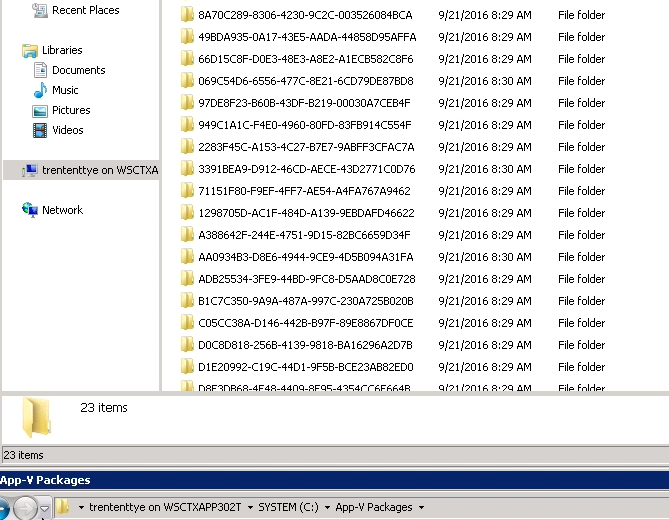 Recent Places
Libraries
Documents
Music
Pictures
Videos
trententtye on WSCTXA
Network
8A70C289-8306-4230-9C2C-003526084BCA 9/21/2016 8:29 AM File folder
49BDA935-0A17-43E5-AADA-44858D95AFFA 9/21/2016 8:29 AM File folder
66D15C8F-D0E3-48E3-A8E2-A1ECB582C8F6 9/21/2016 8:29 AM File folder
069C54D6-6556-477C-8E21-6CD79DE87BD8 9/21/2016 8:30 AM File folder
97DE8F23-B60B-43DF-B219-00030A7CEB4F 9/21/2016 8:29 AM File folder
949C1A1C-F4E0-4960-80FD-83FB914C554F 9/21/2016 8:29 AM File folder
2283F45C-A153-4C27-B7E7-9ABFF3CFAC7A 9/21/2016 8:29 AM File folder
3391BEA9-D912-46CD-AECE-43D2771C0D76 9/21/2016 8:30 AM File folder
71151F80-F9EF-4FF7-AE54-A4FA767A9462 9/21/2016 8:29 AM File folder
1298705D-AC1F-484D-A139-9EBDAFD46622 9/21/2016 8:29 AM File folder
A388642F-244E-4751-9D15-82BC6659D34F 9/21/2016 8:29 AM File folder
AA0934B3-D8E6-4944-9CE9-4D5B094A31FA 9/21/2016 8:30 AM File folder
ADB25534-3FE9-44BD-9FC8-D5AAD8C0E728 9/21/2016 8:29 AM File folder
B1C7C350-9A9A-487A-997C-230A725B020B 9/21/2016 8:29 AM File folder
C05CC38A-D146-442B-B97F-89E8867DF0CE 9/21/2016 8:29 AM File folder
D0C8D818-256B-4139-9818-BA16296A2D7B 9/21/2016 8:29 AM File folder
D1E20992-C19C-44D1-9F5B-BCE23AB82ED0 9/21/2016 8:29 AM File folder
9/21/2016 8:29 AM File folder
23 items
23 items
App-V Packages
trententtye on WSCTXAPP302T SYSTEM (C:) App-V Packages